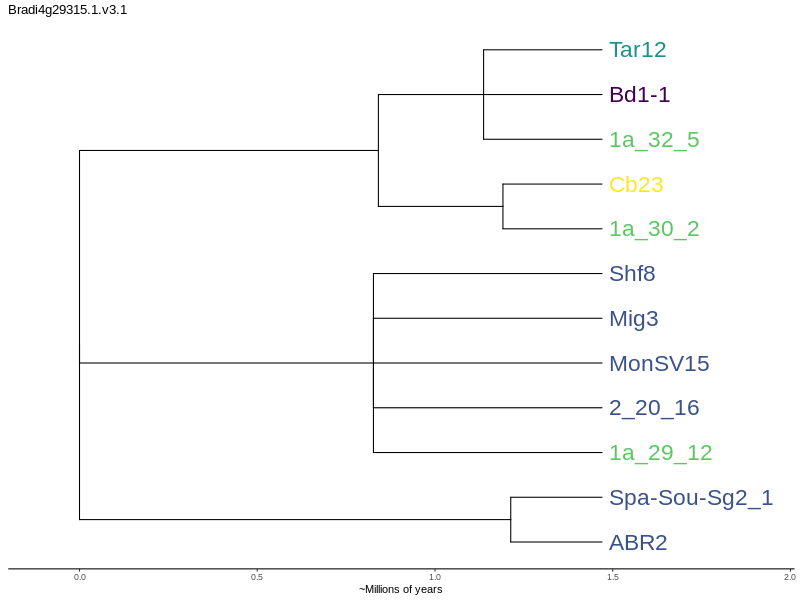 Bradi4g29315.1.v3.1
Tar12
Bd1-1
1a_32_5
Cb23
1a_30_2
Shf8
Mig3
MonSV15
2_20_16
1a_29_12
Spa-Sou-Sg2_1
ABR2
0.0 0.5 1.0 1.5 2.0
~Millions of years